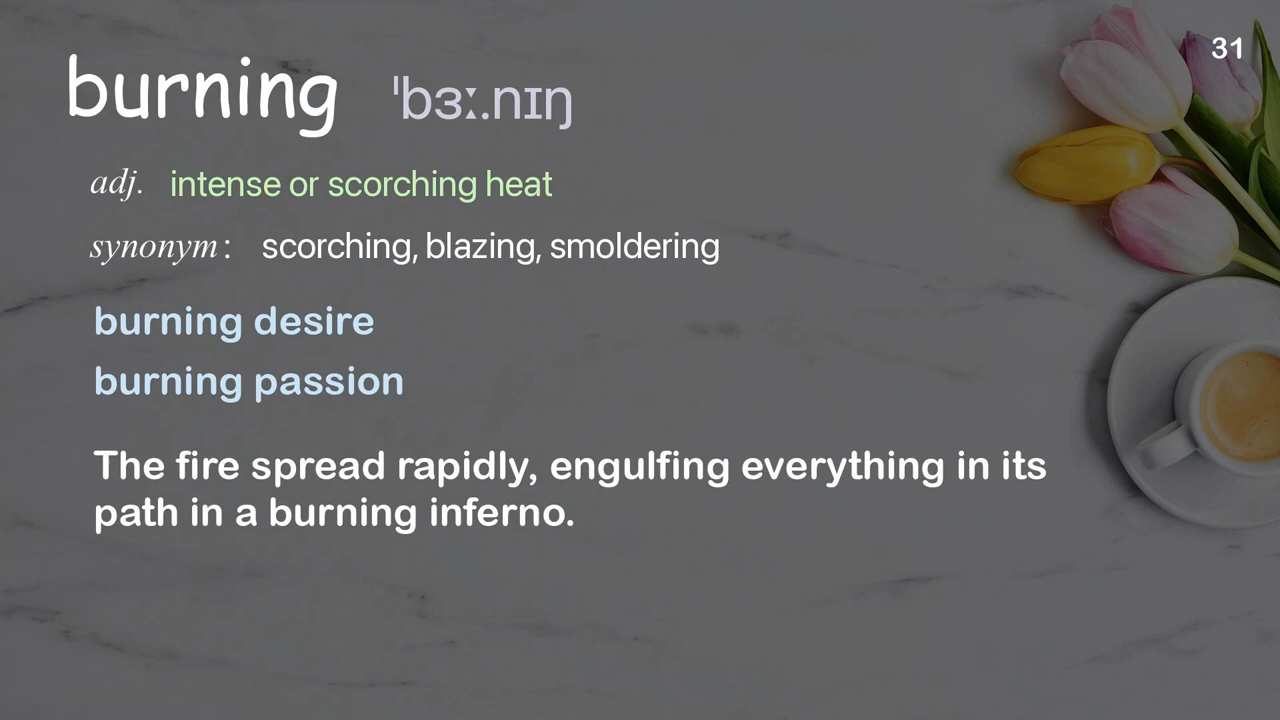 31
burning ˈbɜː.nɪŋ
adj. intense or scorching heat
synonym: scorching, blazing, smoldering
burning desire
burning passion
The fire spread rapidly, engulfing everything in its
path in a burning inferno.